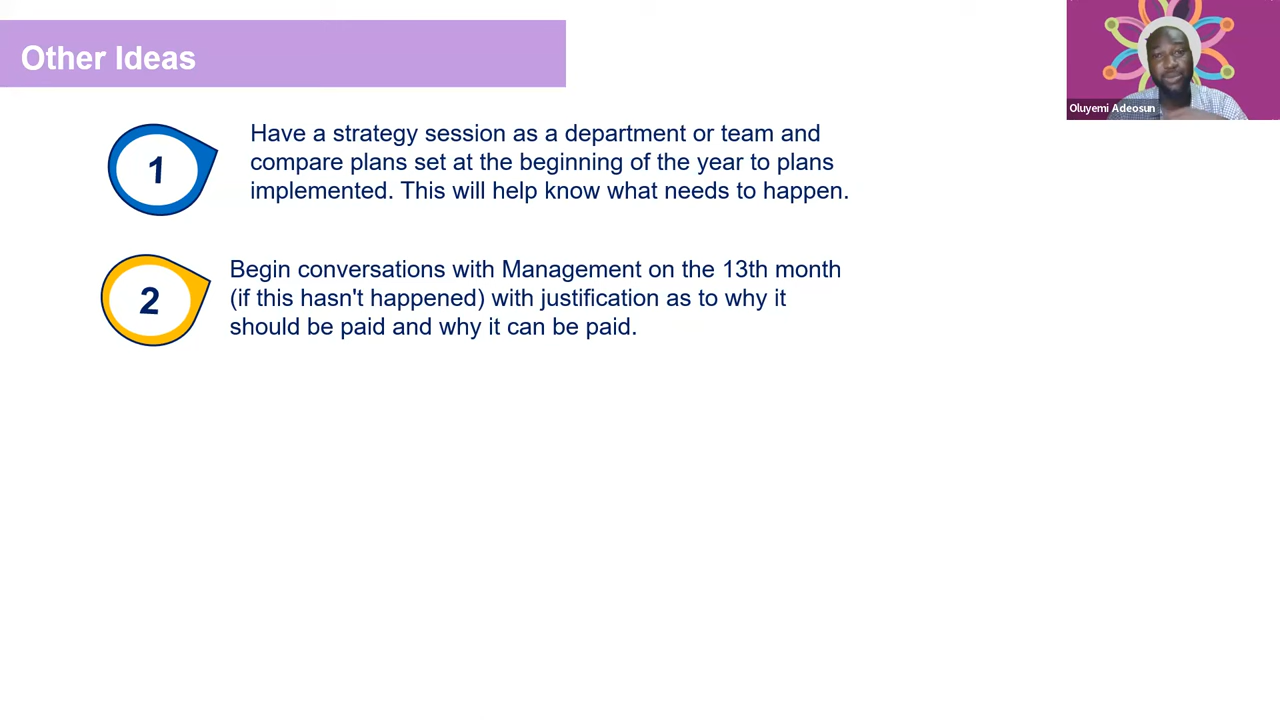 Other Ideas
Oluyemi Adeosun
1
Have a strategy session as a department or team and
compare plans set at the beginning of the year to plans
implemented. This will help know what needs to happen.
2
Begin conversations with Management on the 13th month
(if this hasn't happened) with justification as to why it
should be paid and why it can be paid.